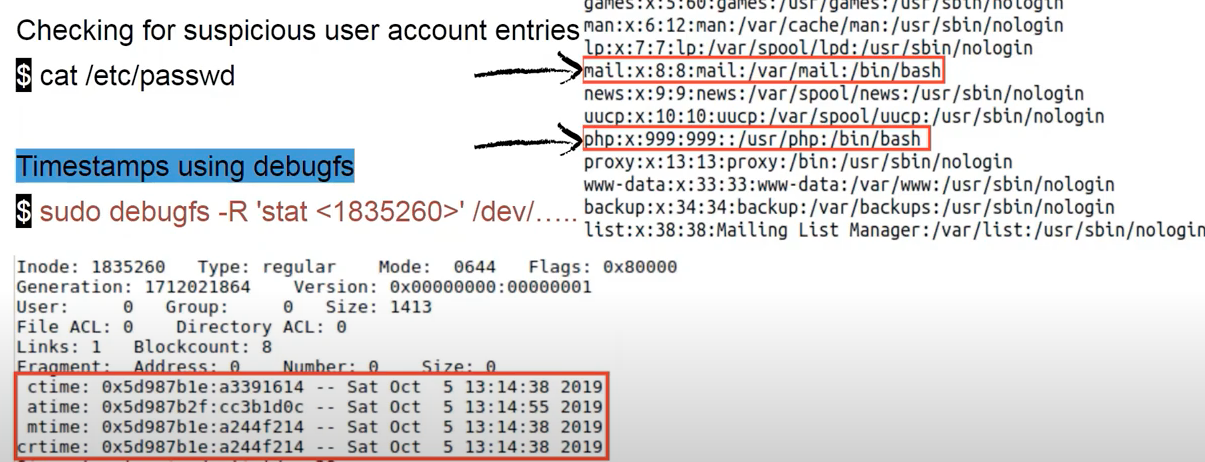 Checking for suspicious user account entries
$ cat /etc/passwd
Timestamps using debugfs
$ sudo debugfs -R 'stat <1835260>' /dev/…..
games:x:5:60:games:/usr/games:/usr/sbin/nologin
man:x:6:12:man:/var/cache/man:/usr/sbin/nologin
lp:x:7:7:lp:/var/spool/lpd:/usr/sbin/nologin
mail:x:8:8:mail:/var/mail:/bin/bash
news:x:9:9:news:/var/spool/news:/usr/sbin/nologin
uucp:x:10:10:uucp:/var/spool/uucp:/usr/sbin/nologin
php:x:999:999::/usr/php:/bin/bash
proxy:x:13:13:proxy:/bin:/usr/sbin/nologin
www-data:x:33:33:www-data:/var/www:/usr/sbin/nologin
backup:x:34:34:backup:/var/backups:/usr/sbin/nologin
list:x:38:38:Mailing List Manager:/var/list:/usr/sbin/nologin
Inode: 1835260   Type: regular    Mode:  0644   Flags: 0x80000
Generation: 1712021864    Version: 0x00000000:00000001
User:     0   Group:     0   Size: 1413
File ACL: 0    Directory ACL: 0
Links: 1   Blockcount: 8
Fragment:  Address: 0    Number: 0    Size: 0
ctime: 0x5d987b1e:a3391614 -- Sat Oct  5 13:14:38 2019
atime: 0x5d987b2f:cc3b1d0c -- Sat Oct  5 13:14:55 2019
mtime: 0x5d987b1e:a244f214 -- Sat Oct  5 13:14:38 2019
crtime: 0x5d987b1e:a244f214 -- Sat Oct  5 13:14:38 2019